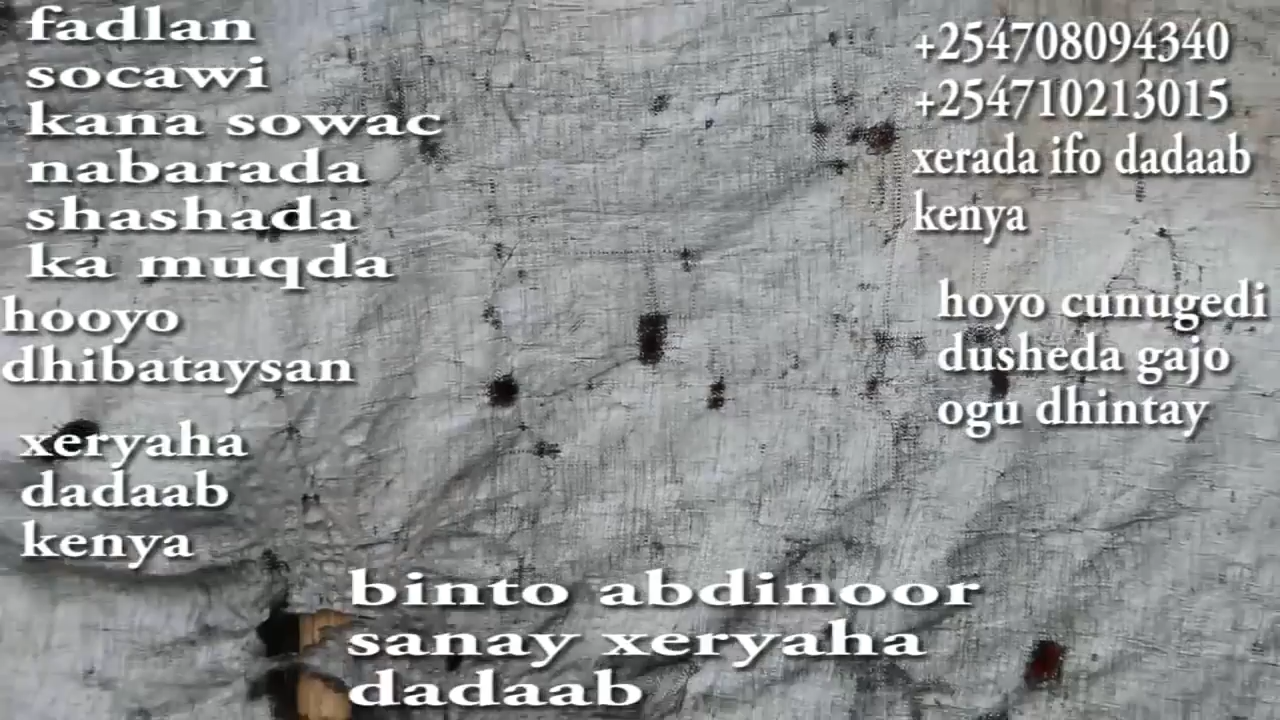 fadlan
socawi
kana sowac
nabarada
shashada
ka muqda
hooyo
dhibataysan
xeryaha
dadaab
kenya
+254708094340
+254710213015
xerada ifo dadaab
kenya
hoyo cunugedi
dusheda gajo
ogu dhintay
binto abdinoor
sanay xeryaha
dadaab